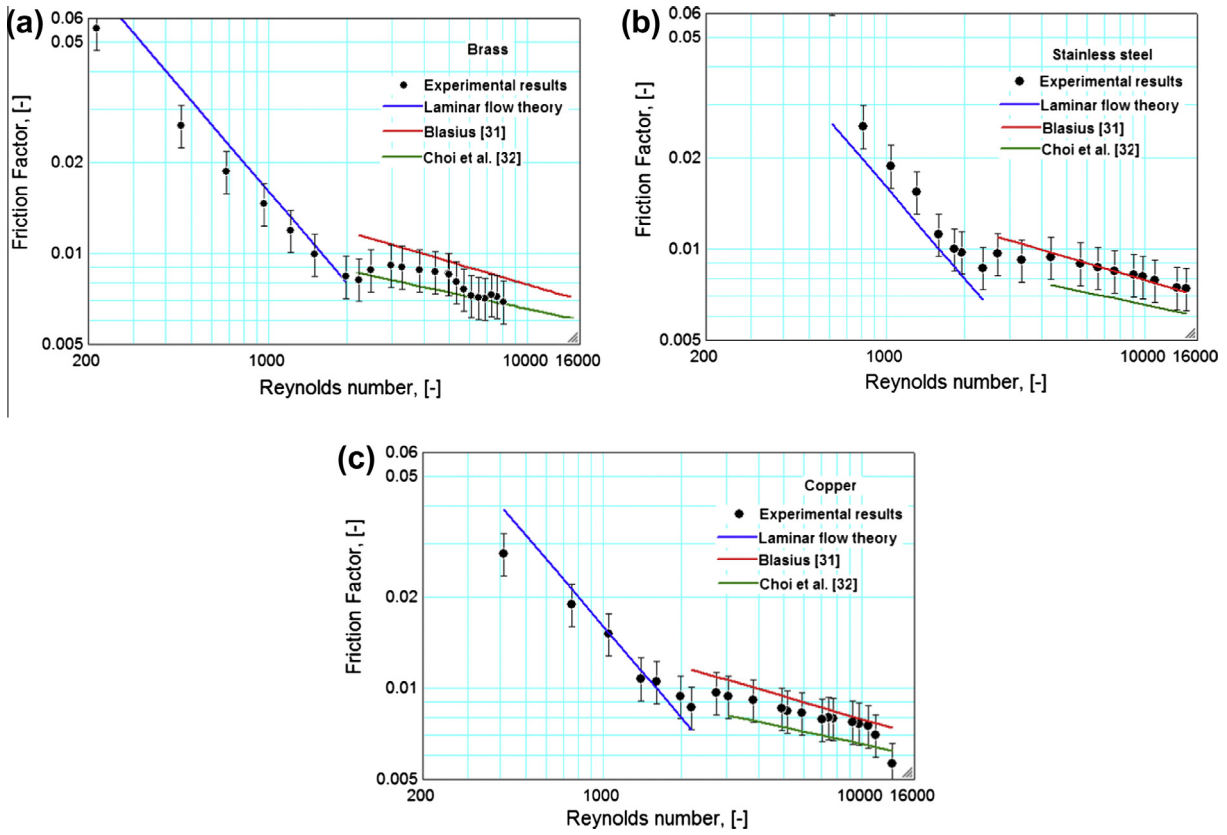 (a)
0.06
0.05
0.02
0.01
0.005
Friction Factor, [-]
Brass
Experimental results
Laminar flow theory
Blasius [31]
Choi et al. [32]
200
1000
10000
16000
Reynolds number, [-]
(b)
0.06
0.05
0.02
0.01
0.005
Friction Factor, [-]
Stainless steel
Experimental results
Laminar flow theory
Blasius [31]
Choi et al. [32]
200
1000
10000
16000
Reynolds number, [-]
(c)
0.06
0.05
0.02
0.01
0.005
Friction Factor, [-]
Copper
Experimental results
Laminar flow theory
Blasius [31]
Choi et al. [32]
200
1000
10000
16000
Reynolds number, [-]